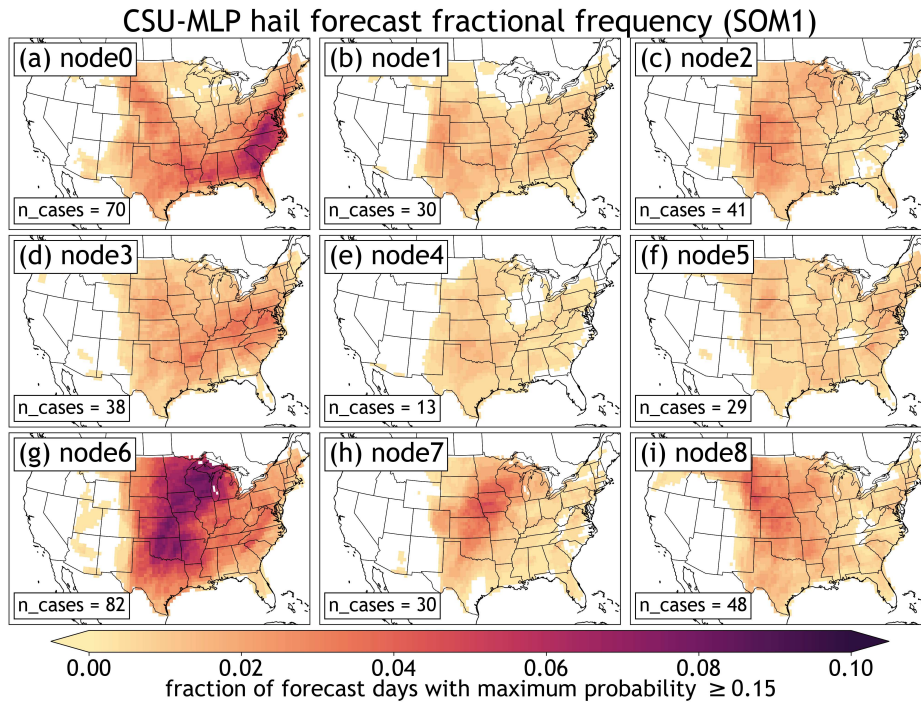 CSU-MLP hail forecast fractional frequency (SOM1)
(a) node0
(b) node1
(c) node2
n_cases = 70
n_cases = 30
n_cases = 41
(d) node3
(e) node4
(f) node5
n_cases = 38
n_cases = 13
n_cases = 29
(g) node6
(h) node7
(i) node8
n_cases = 82
n_cases = 30
n_cases = 48
0.00 0.02 0.04 0.06 0.08 0.10
fraction of forecast days with maximum probability ≥ 0.15